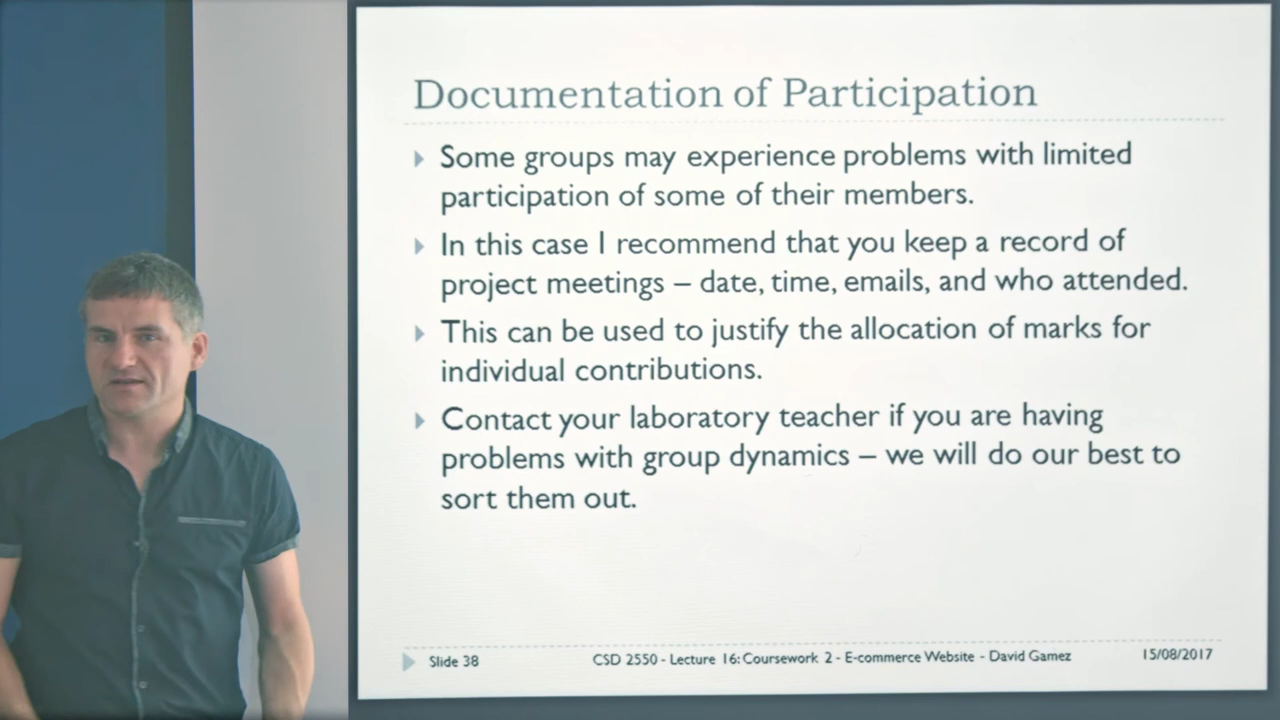 Documentation of Participation
Some groups may experience problems with limited
participation of some of their members.
In this case I recommend that you keep a record of
project meetings – date, time, emails, and who attended.
This can be used to justify the allocation of marks for
individual contributions.
Contact your laboratory teacher if you are having
problems with group dynamics – we will do our best to
sort them out.
Slide 38 CSD 2550 - Lecture 16: Coursework 2 - E-commerce Website - David Gamez 15/08/2017